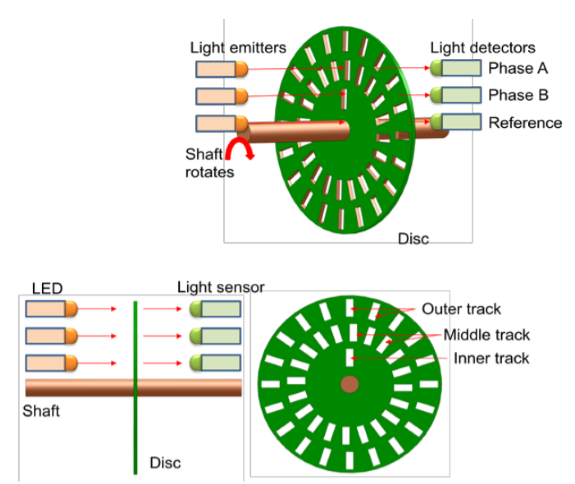 Light emitters
Light detectors
Phase A
Phase B
Reference
Shaft
rotates
Disc
LED
Light sensor
Shaft
Disc
Outer track
Middle track
Inner track